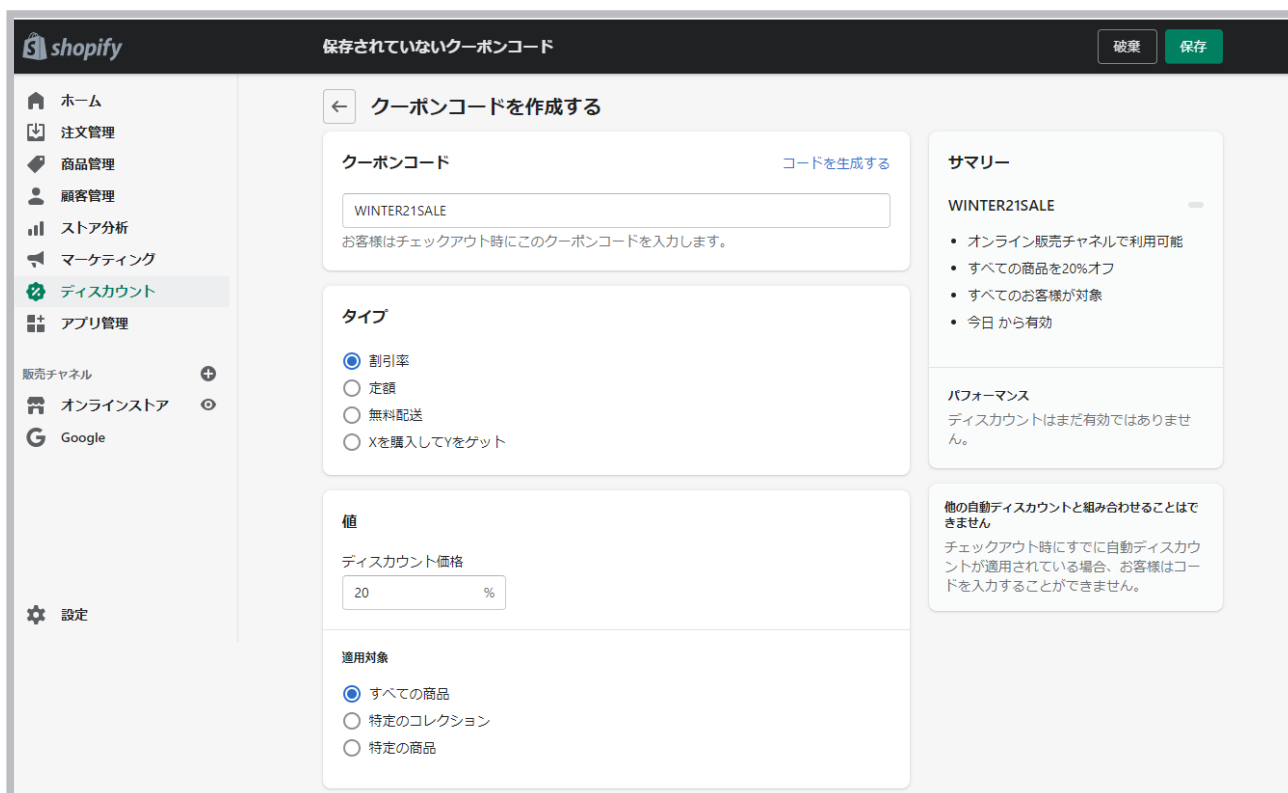 shopify
保存されていないクーポンコード
破棄
保存
ホーム
注文管理
商品管理
顧客管理
ストア分析
マーケティング
ディスカウント
アプリ管理
販売チャネル
オンラインストア
Google
設定
クーポンコードを作成する
クーポンコード
コードを生成する
WINTER21SALE
お客様はチェックアウト時にこのクーポンコードを入力します。
タイプ
割引率
定額
無料配送
Xを購入してYをゲット
値
ディスカウント価格
20 %
適用対象
すべての商品
特定のコレクション
特定の商品
サマリー
WINTER21SALE
• オンライン販売チャネルで利用可能
• すべての商品を20%オフ
• すべてのお客様が対象
• 今日 から有効
パフォーマンス
ディスカウントはまだ有効ではありませ
ん。
他の自動ディスカウントと組み合わせることはで
きません
チェックアウト時にすでに自動ディスカウ
ントが適用されている場合、お客様はコー
ドを入力することができません。